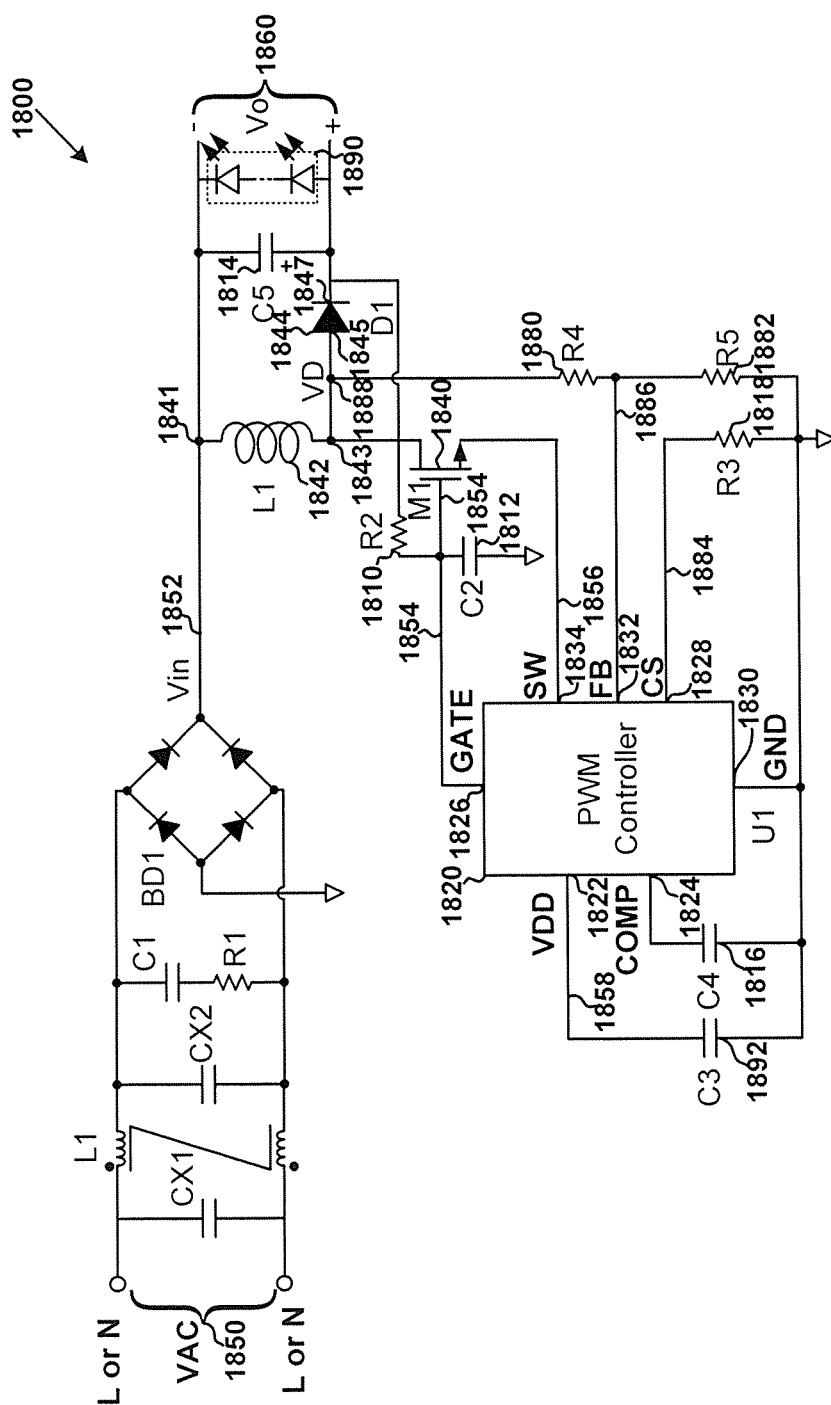 1800
L or N
VAC
1850
L or N
CX1
L1
CX2
C1
R1
BD1
Vin
1852
1841
L1
1842
1843
VD
1888
1844
1845
1847
D1
C5
1814
+
-
Vo
+
1860
1890
R2
1810
M1
1840
1854
1854
C2
1812
1856
1880
R4
1886
R5
1882
1818
R3
1884
GATE
1826
1820
SW
1834
FB
1832
CS
1828
1830
GND
PWM
Controller
U1
VDD
1822
COMP
1824
1858
C4
1816
C3
1892